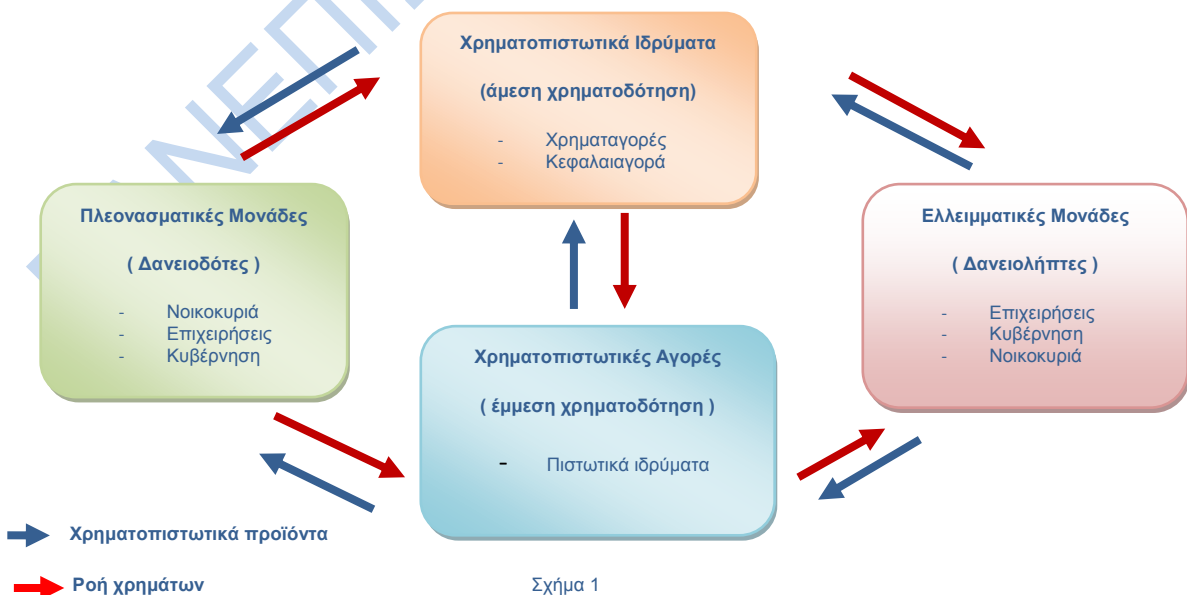 Χρηματοπιστωτικά Ιδρύματα
(άμεση χρηματοδότηση)
- Χρηματαγορές
- Κεφαλαιαγορά
Πλεονασματικές Μονάδες
( Δανειοδότες )
- Νοικοκυριά
- Επιχειρήσεις
- Κυβέρνηση
Ελλειμματικές Μονάδες
( Δανειολήπτες )
- Επιχειρήσεις
- Κυβέρνηση
- Νοικοκυριά
Χρηματοπιστωτικές Αγορές
( έμμεση χρηματοδότηση )
- Πιστωτικά ιδρύματα
Χρηματοπιστωτικά προϊόντα
Ροή χρημάτων
Σχήμα 1